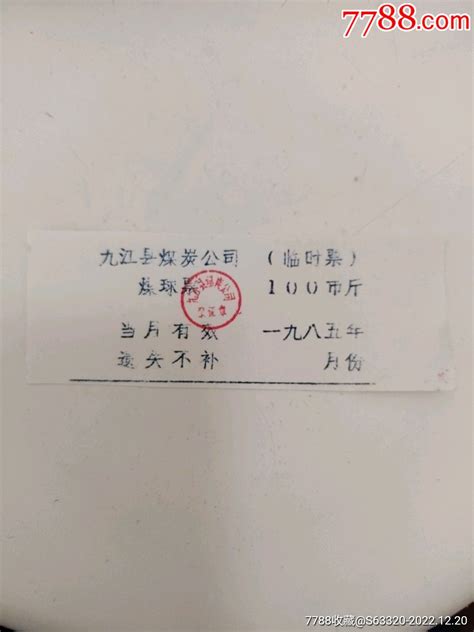 7788.com
九江县煤炭公司 （临时票）
煤球票 100市斤
当月有效 一九八五年
遗失不补 月份
7788收藏@S63320-2022.12.20